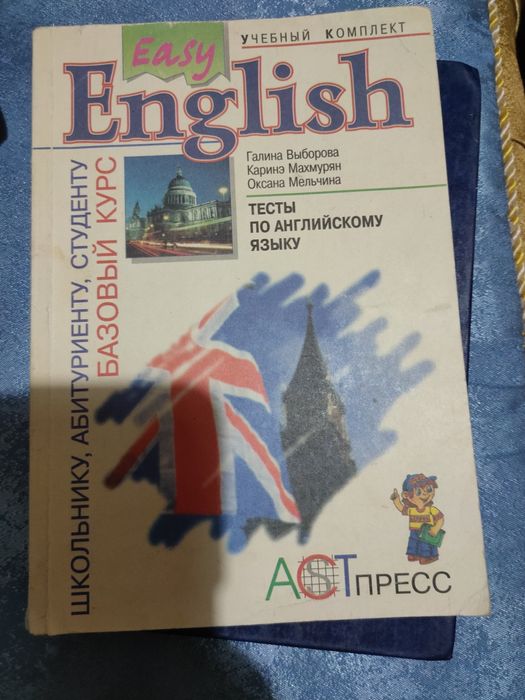 Easy
УЧЕБНЫЙ КОМПЛЕКТ
English
Галина Выборова
Каринэ Махмурян
Оксана Мельчина
ТЕСТЫ
ПО АНГЛИЙСКОМУ
ЯЗЫКУ
ШКОЛЬНИКУ, АБИТУРИЕНТУ, СТУДЕНТУ
БАЗОВЫЙ КУРС
АСТ ПРЕСС